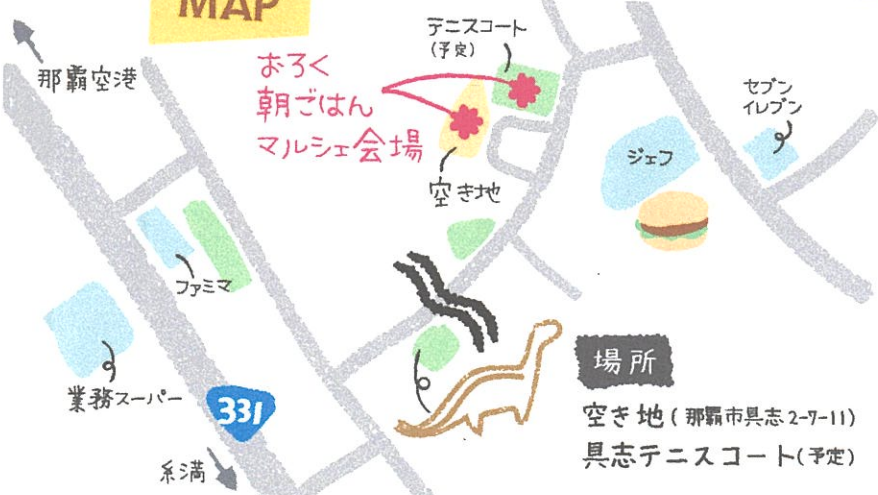 MAP
那覇空港
テニスコート
(予定)
おろく
朝ごはん
マルシェ会場
セブン
イレブン
ジェフ
空き地
ファミマ
業務スーパー
331
糸満
場所
空き地(那覇市具志2-7-11)
具志テニスコート(予定)